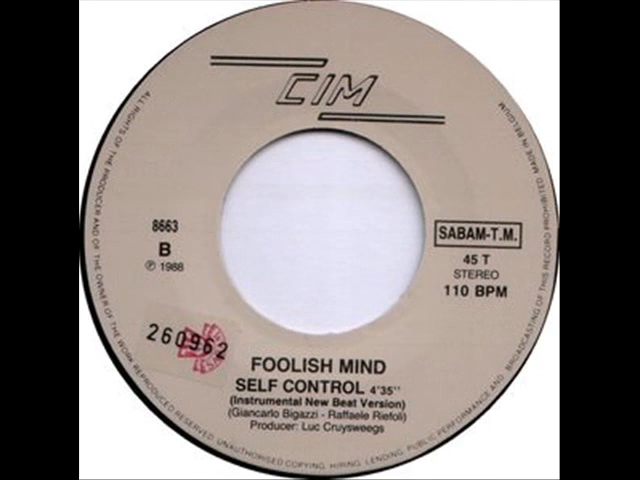 CIM
8663
B
℗ 1988
SABAM-T.M.
45 T
STEREO
110 BPM
260962
FOOLISH MIND
SELF CONTROL 4'35''
(Instrumental New Beat Version)
(Giancarlo Bigazzi - Raffaele Riefoli)
Producer: Luc Cruysweegs
ALL RIGHTS OF THE PRODUCER AND OF THE OWNER OF THE WORK REPRODUCED RESERVED. UNAUTHORISED COPYING, HIRING, LENDING, PUBLIC PERFORMANCE AND BROADCASTING OF THIS RECORD PROHIBITED MADE IN BELGIUM